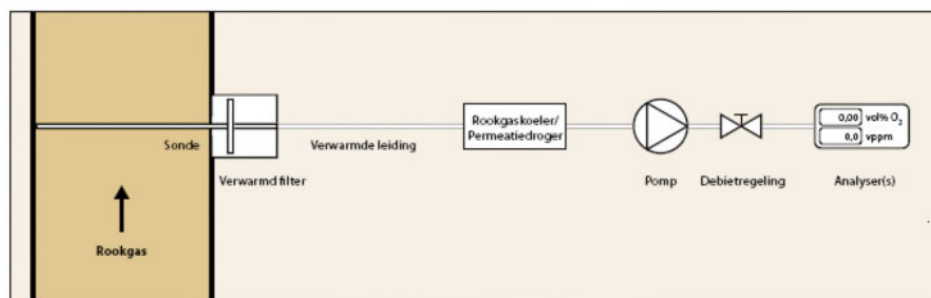 Rookgaskoeler/
Permeatiedroger
0,00 vol% O₂
0,0 vppm
Sonde
Verwarmde leiding
Verwarmd filter
Pomp
Debietregeling
Analyser(s)
Rookgas